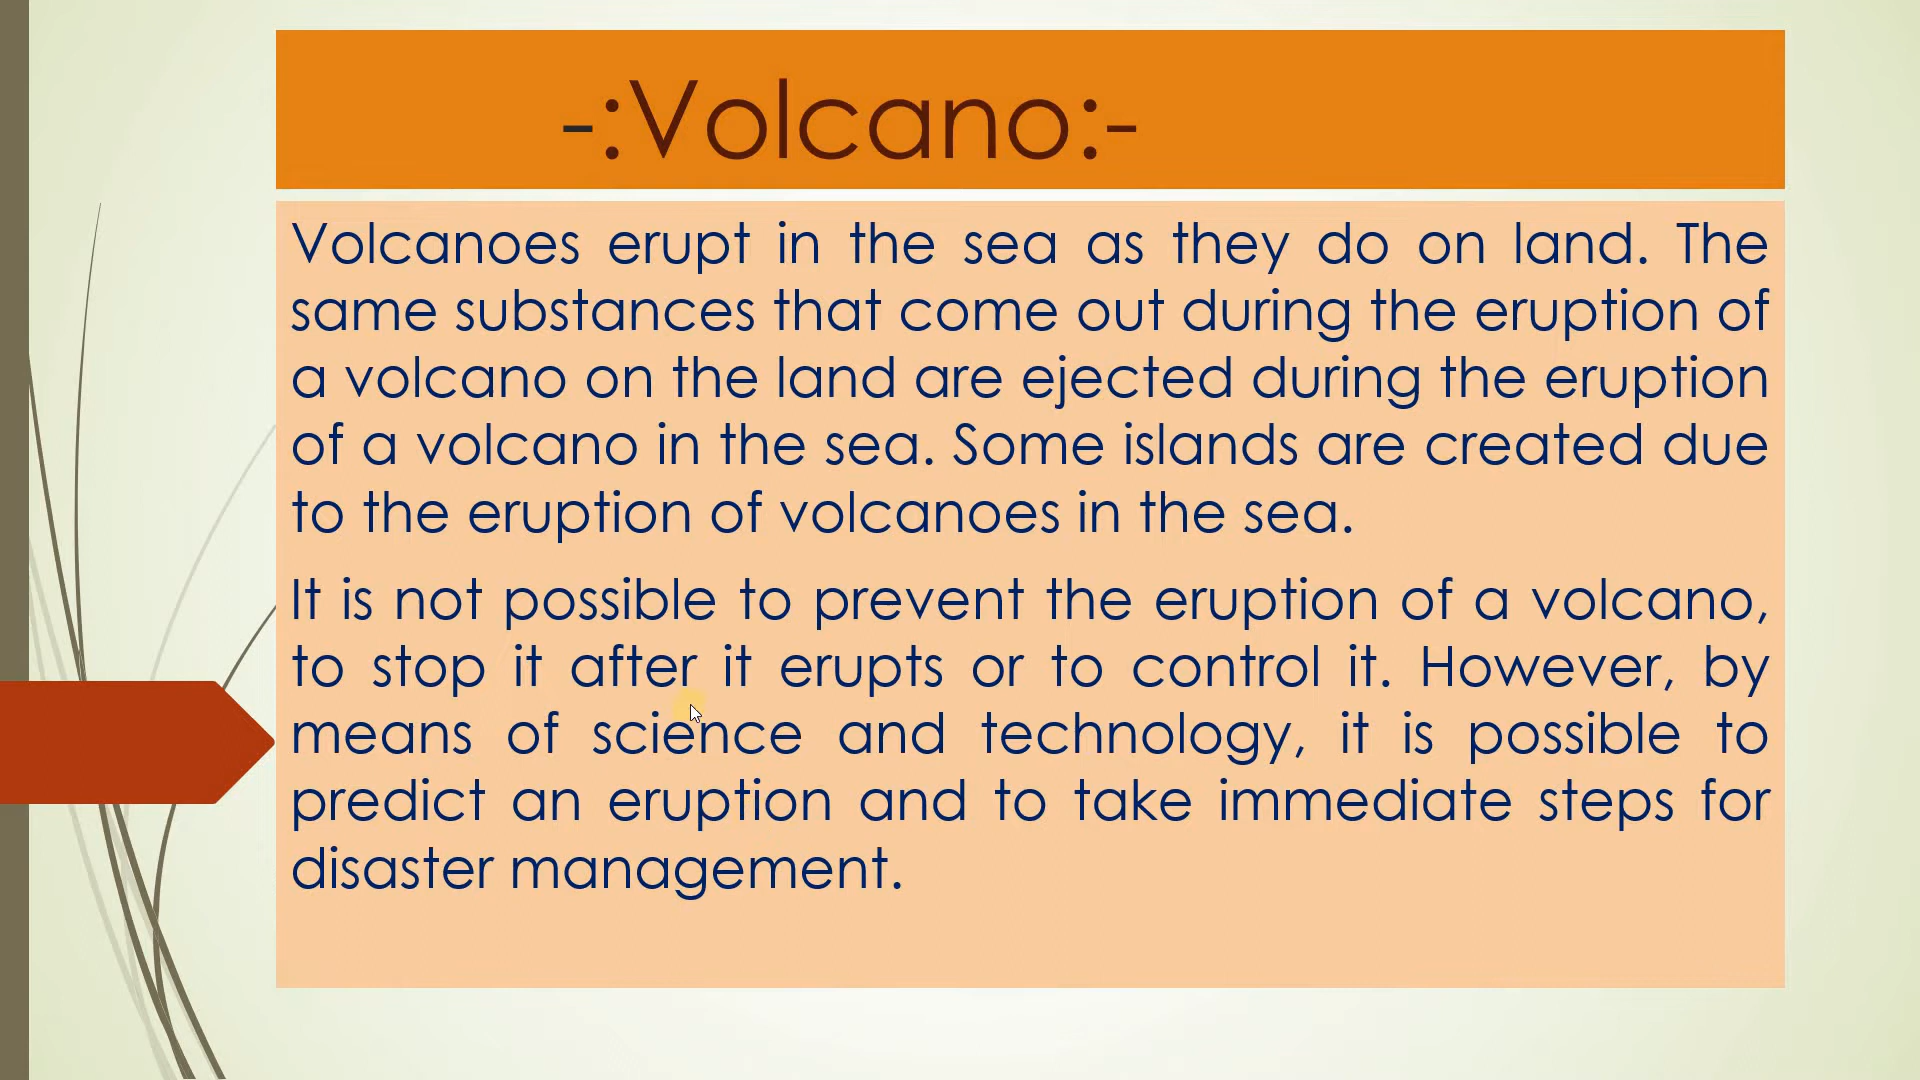 -:Volcano:-
Volcanoes erupt in the sea as they do on land. The
same substances that come out during the eruption of
a volcano on the land are ejected during the eruption
of a volcano in the sea. Some islands are created due
to the eruption of volcanoes in the sea.
It is not possible to prevent the eruption of a volcano,
to stop it after it erupts or to control it. However, by
means of science and technology, it is possible to
predict an eruption and to take immediate steps for
disaster management.